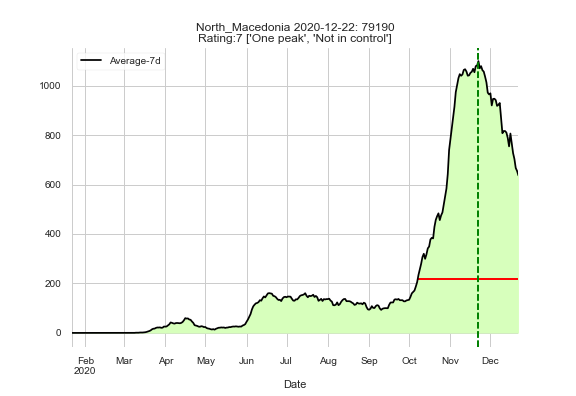 North_Macedonia 2020-12-22: 79190
Rating:7 ['One peak', 'Not in control']
Average-7d
1000
800
600
400
200
0
Feb Mar Apr May Jun Jul Aug Sep Oct Nov Dec
2020
Date